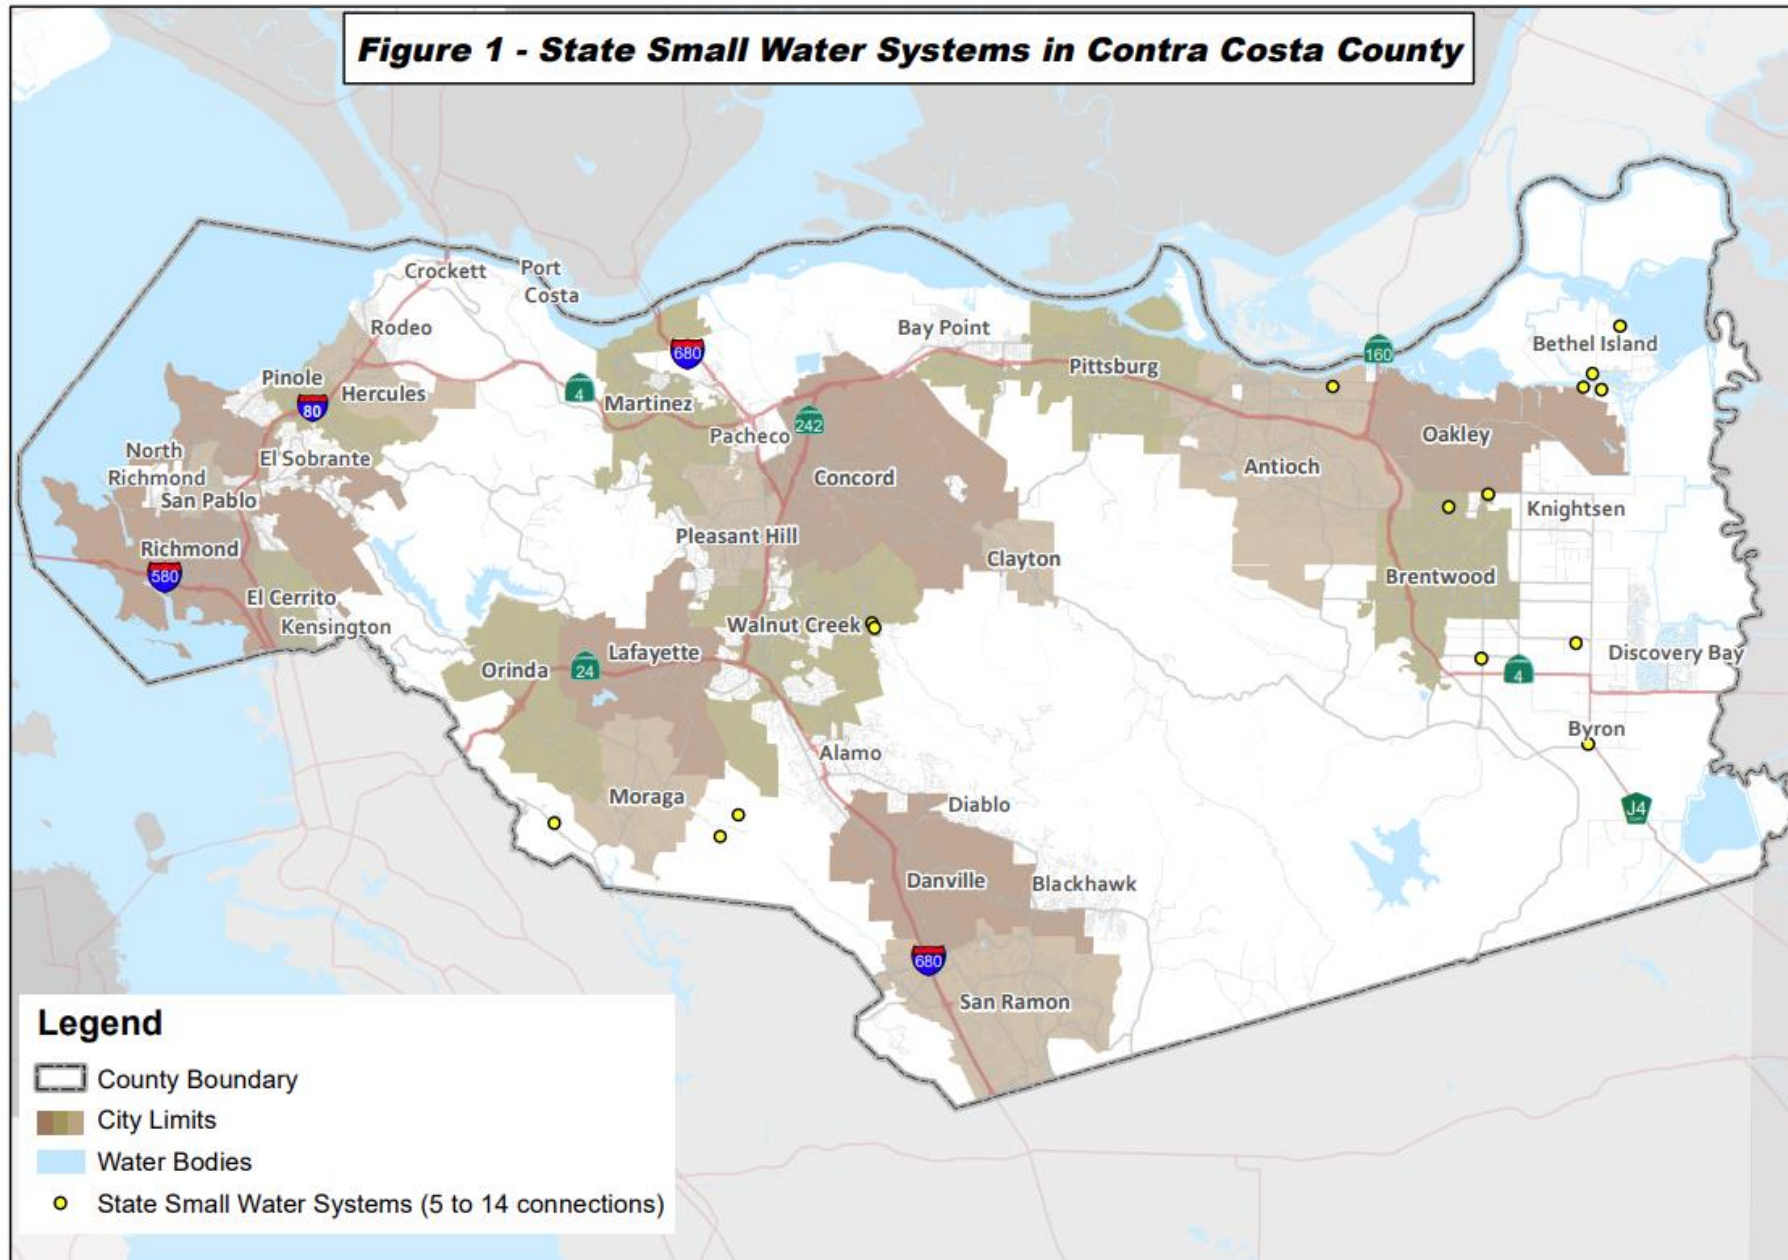 Figure 1 - State Small Water Systems in Contra Costa County
Crockett
Port
Costa
Rodeo
Bay Point
160
Bethel Island
680
Pittsburg
Pinole
Hercules
80
4
Martinez
242
Pacheco
Oakley
North
Richmond
El Sobrante
San Pablo
Concord
Antioch
Knightsen
Pleasant Hill
Richmond
580
Clayton
Brentwood
El Cerrito
Kensington
Walnut Creek
Orinda
24
Lafayette
4
Discovery Bay
Alamo
Byron
Moraga
Diablo
J4
Danville
Blackhawk
680
San Ramon
Legend
County Boundary
City Limits
Water Bodies
State Small Water Systems (5 to 14 connections)